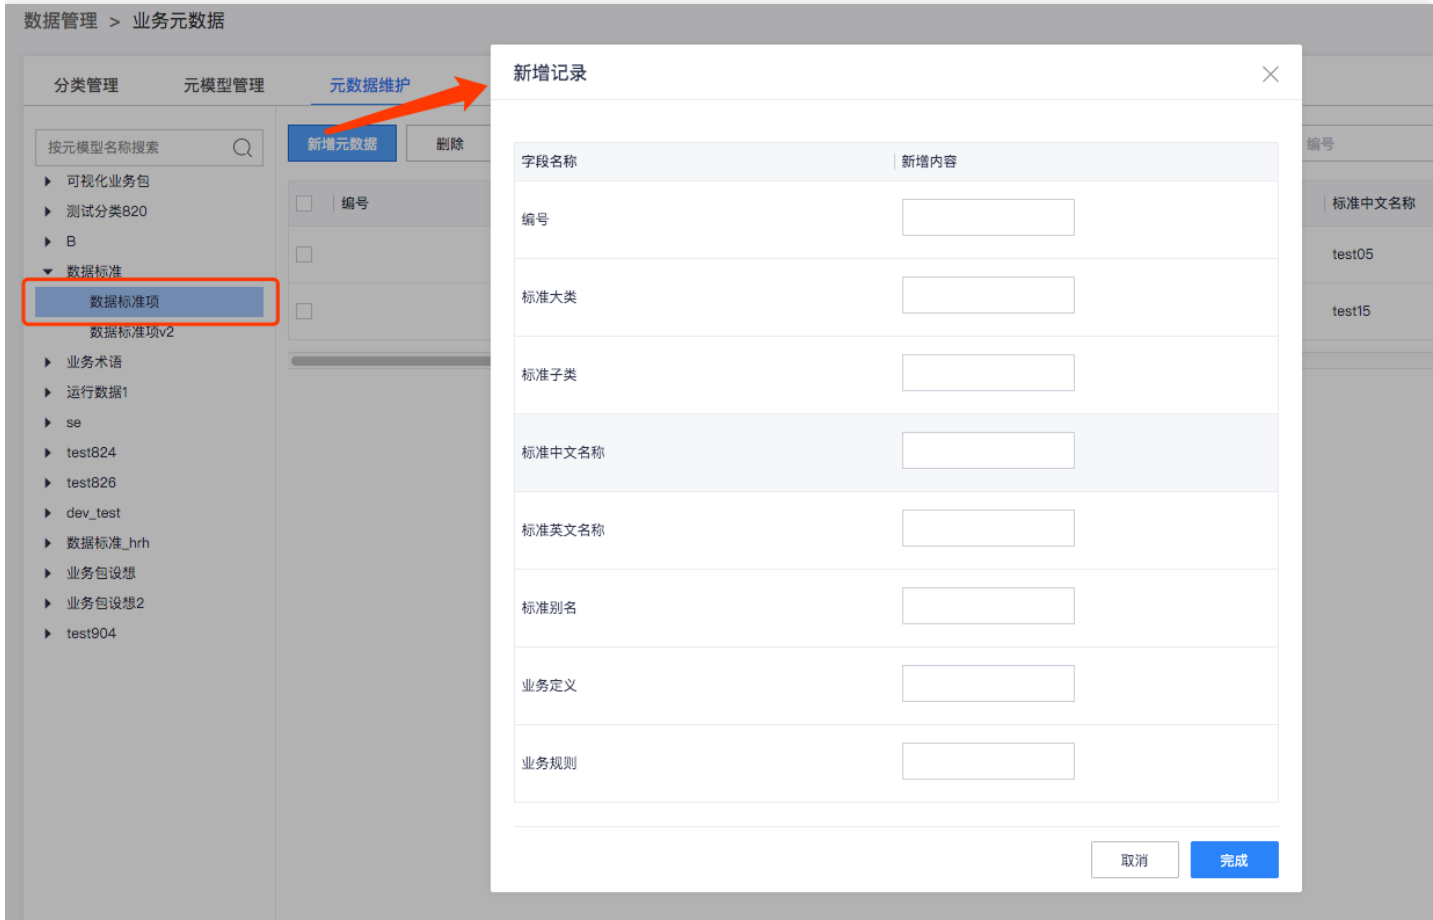 数据管理 > 业务元数据
分类管理
元模型管理
元数据维护
按元模型名称搜索
可视化业务包
测试分类820
B
数据标准
数据标准项
数据标准项v2
业务术语
运行数据1
se
test824
test826
dev_test
数据标准_hrh
业务包设想
业务包设想2
test904
新增元数据
删除
编号
编号
标准中文名称
test05
test15
新增记录
字段名称
新增内容
编号
标准大类
标准子类
标准中文名称
标准英文名称
标准别名
业务定义
业务规则
取消
完成